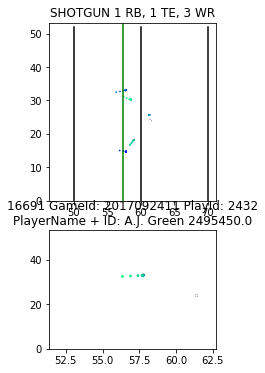 SHOTGUN 1 RB, 1 TE, 3 WR
50
40
30
20
10
0
50 55 60 65 70
16691 GameId: 2017092411 PlayId: 2432
PlayerName + ID: A.J. Green 2495450.0
40
20
0
52.5 55.0 57.5 60.0 62.5